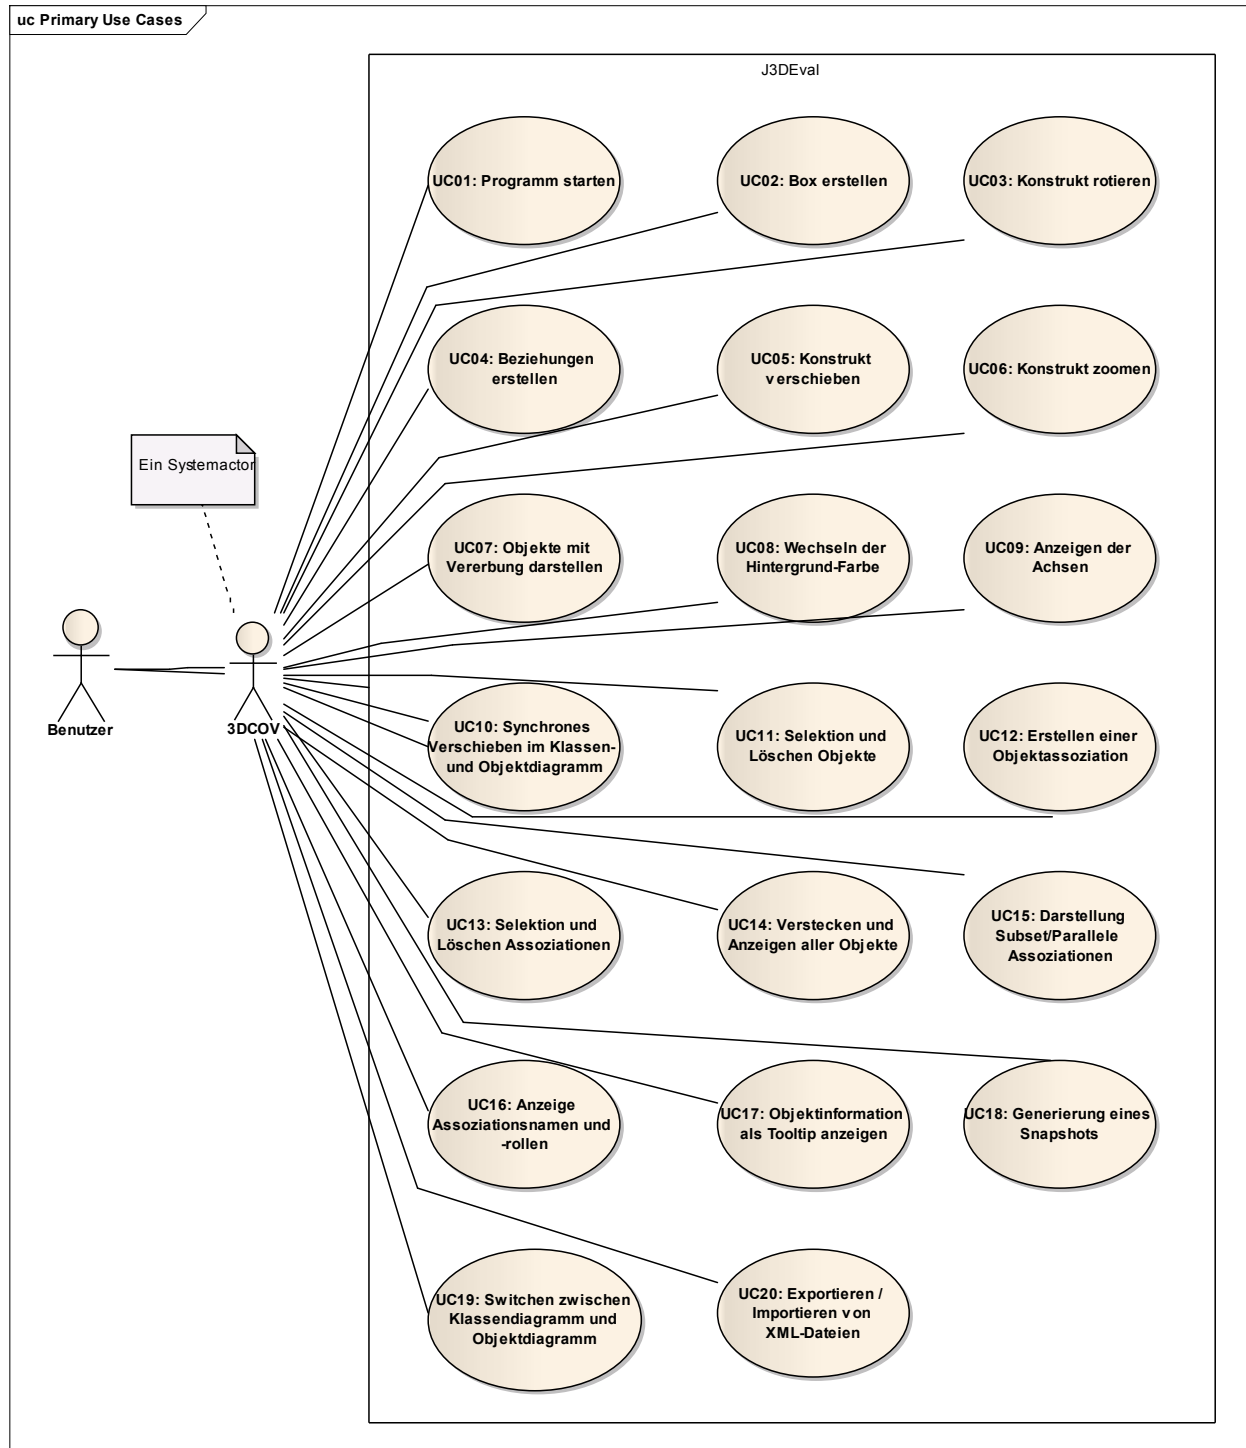 uc Primary Use Cases
J3DEval
UC01: Programm starten
UC02: Box erstellen
UC03: Konstrukt rotieren
UC04: Beziehungen
erstellen
UC05: Konstrukt
verschieben
UC06: Konstrukt zoomen
Ein Systemactor
UC07: Objekte mit
Vererbung darstellen
UC08: Wechseln der
Hintergrund-Farbe
UC09: Anzeigen der
Achsen
Benutzer
3DCOV
UC10: Synchrones
Verschieben im Klassen-
und Objektdiagramm
UC11: Selektion und
Löschen Objekte
UC12: Erstellen einer
Objektassoziation
UC13: Selektion und
Löschen Assoziationen
UC14: Verstecken und
Anzeigen aller Objekte
UC15: Darstellung
Subset/Parallele
Assoziationen
UC16: Anzeige
Assoziationsnamen und
-rollen
UC17: Objektinformation
als Tooltip anzeigen
UC18: Generierung eines
Snapshots
UC19: Switchen zwischen
Klassendiagramm und
Objektdiagramm
UC20: Exportieren /
Importieren von
XML-Dateien